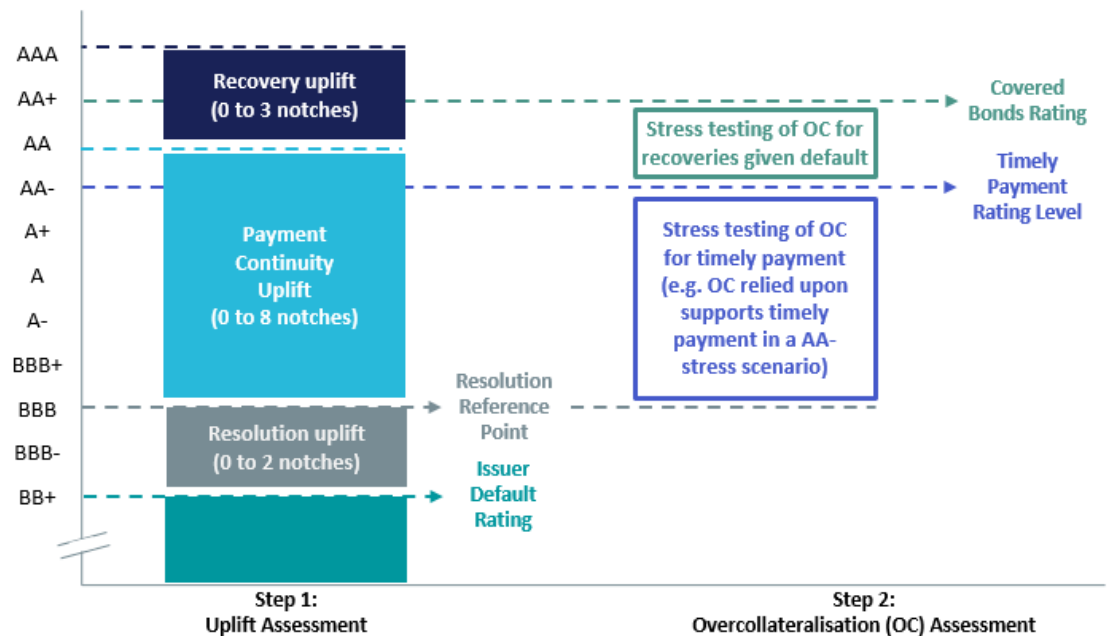 AAA
AA+
AA
AA-
A+
A
A-
BBB+
BBB
BBB-
BB+
Recovery uplift
(0 to 3 notches)
Payment
Continuity
Uplift
(0 to 8 notches)
Resolution uplift
(0 to 2 notches)
Resolution
Reference
Point
Issuer
Default
Rating
Stress testing of OC for
recoveries given default
Stress testing of OC
for timely payment
(e.g. OC relied upon
supports timely
payment in a AA-
stress scenario)
Covered
Bonds Rating
Timely
Payment
Rating Level
Step 1:
Uplift Assessment
Step 2:
Overcollateralisation (OC) Assessment